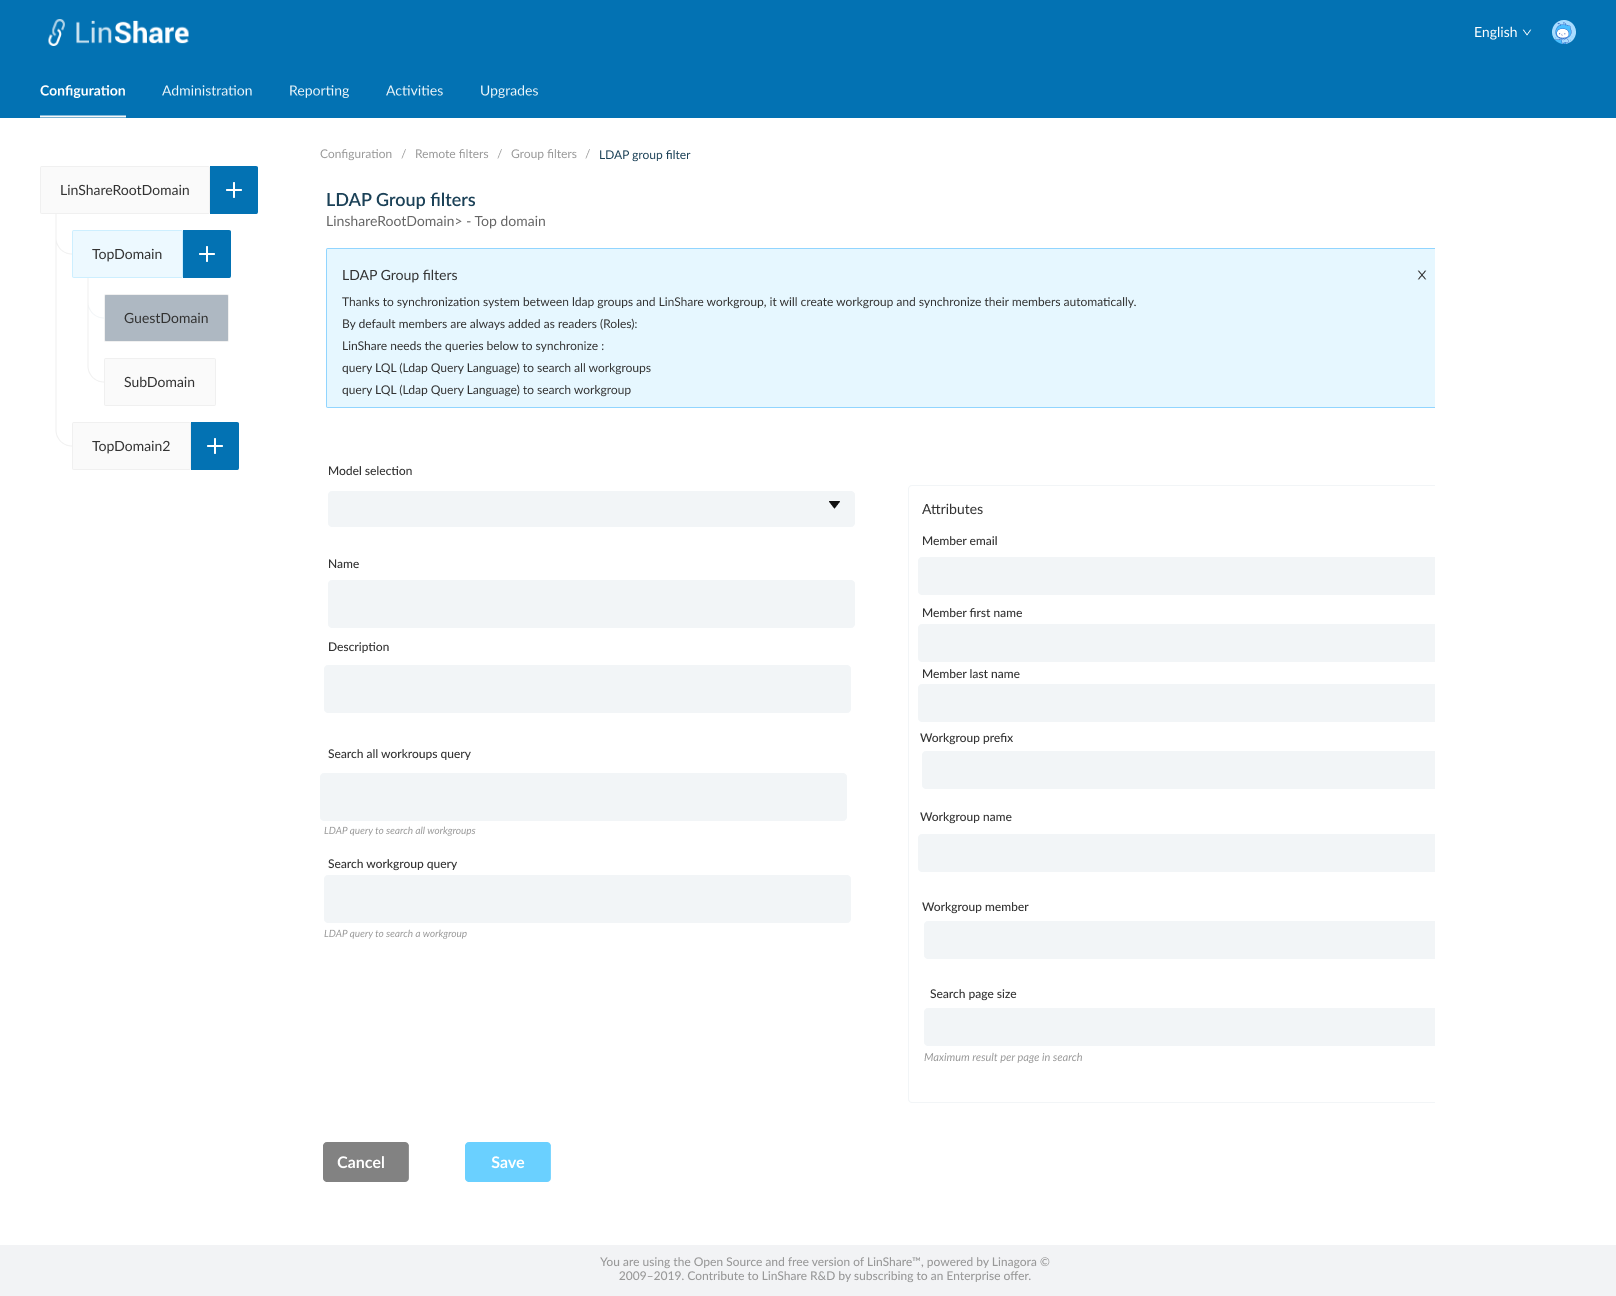 LinShare
English
Configuration Administration Reporting Activities Upgrades
Configuration / Remote filters / Group filters / LDAP group filter
LinShareRootDomain
TopDomain
GuestDomain
SubDomain
TopDomain2
LDAP Group filters
LinshareRootDomain> - Top domain
LDAP Group filters
X
Thanks to synchronization system between ldap groups and LinShare workgroup, it will create workgroup and synchronize their members automatically.
By default members are always added as readers (Roles):
LinShare needs the queries below to synchronize :
query LQL (Ldap Query Language) to search all workgroups
query LQL (Ldap Query Language) to search workgroup
Model selection
Name
Description
Search all workroups query
LDAP query to search all workgroups
Search workgroup query
LDAP query to search a workgroup
Attributes
Member email
Member first name
Member last name
Workgroup prefix
Workgroup name
Workgroup member
Search page size
Maximum result per page in search
Cancel Save
You are using the Open Source and free version of LinShare™, powered by Linagora ©
2009–2019. Contribute to LinShare R&D by subscribing to an Enterprise offer.